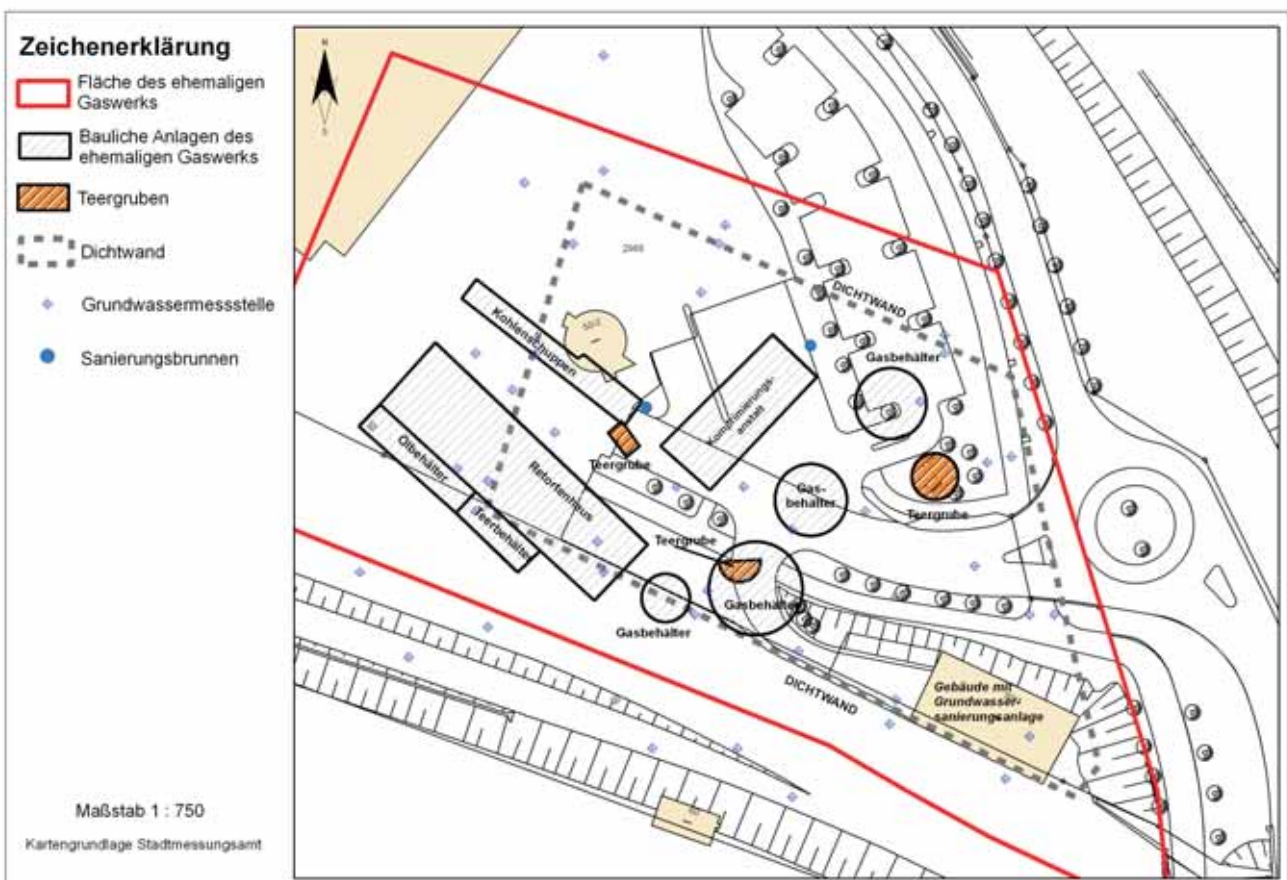 Zeichenerklärung
Fläche des ehemaligen
Gaswerks
Bauliche Anlagen des
ehemaligen Gaswerks
Teergruben
Dichtwand
Grundwassermessstelle
Sanierungsbrunnen
Maßstab 1 : 750
Kartengrundlage Stadtmessungsamt
N
S
DICHTWAND
Kohlenschuppen
Gasbehälter
Komprimierungs-
anstalt
Ölbehälter
Retortenhaus
Teergrube
Gas-
behälter
Teergrube
Teerbehälter
Teergrube
Gasbehälter
Gasbehälter
DICHTWAND
Gebäude mit
Grundwasser-
sanierungsanlage